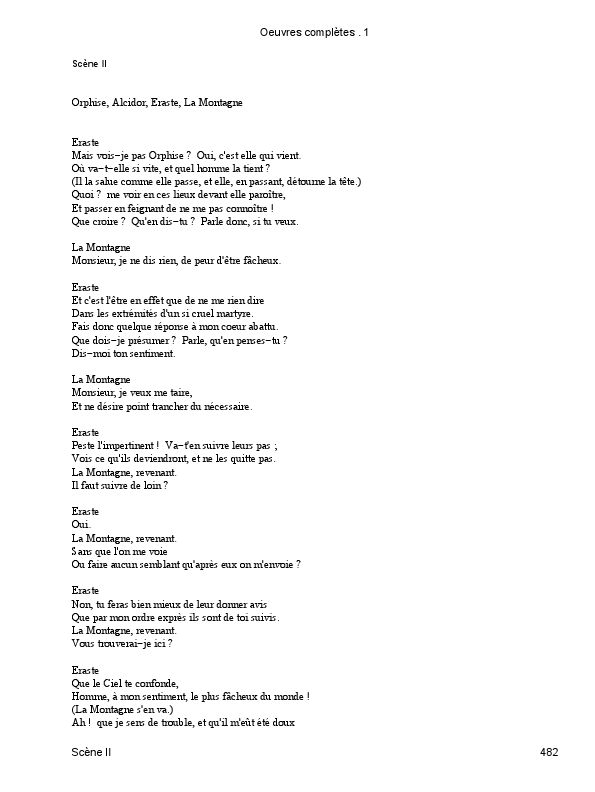 Oeuvres complètes . 1
Scène II
Orphise, Alcidor, Eraste, La Montagne
Eraste
Mais vois−je pas Orphise ? Oui, c'est elle qui vient.
Où va−t−elle si vite, et quel homme la tient ?
(Il la salue comme elle passe, et elle, en passant, détourne la tête.)
Quoi ? me voir en ces lieux devant elle paroître,
Et passer en feignant de ne me pas connoître !
Que croire ? Qu'en dis−tu ? Parle donc, si tu veux.
La Montagne
Monsieur, je ne dis rien, de peur d'être fâcheux.
Eraste
Et c'est l'être en effet que de ne me rien dire
Dans les extrémités d'un si cruel martyre.
Fais donc quelque réponse à mon coeur abattu.
Que dois−je présumer ? Parle, qu'en penses−tu ?
Dis−moi ton sentiment.
La Montagne
Monsieur, je veux me taire,
Et ne désire point trancher du nécessaire.
Eraste
Peste l'impertinent ! Va−t'en suivre leurs pas ;
Vois ce qu'ils deviendront, et ne les quitte pas.
La Montagne, revenant.
Il faut suivre de loin ?
Eraste
Oui.
La Montagne, revenant.
Sans que l'on me voie
Ou faire aucun semblant qu'après eux on m'envoie ?
Eraste
Non, tu feras bien mieux de leur donner avis
Que par mon ordre exprès ils sont de toi suivis.
La Montagne, revenant.
Vous trouverai−je ici ?
Eraste
Que le Ciel te confonde,
Homme, à mon sentiment, le plus fâcheux du monde !
(La Montagne s'en va.)
Ah ! que je sens de trouble, et qu'il m'eût été doux
Scène II
482